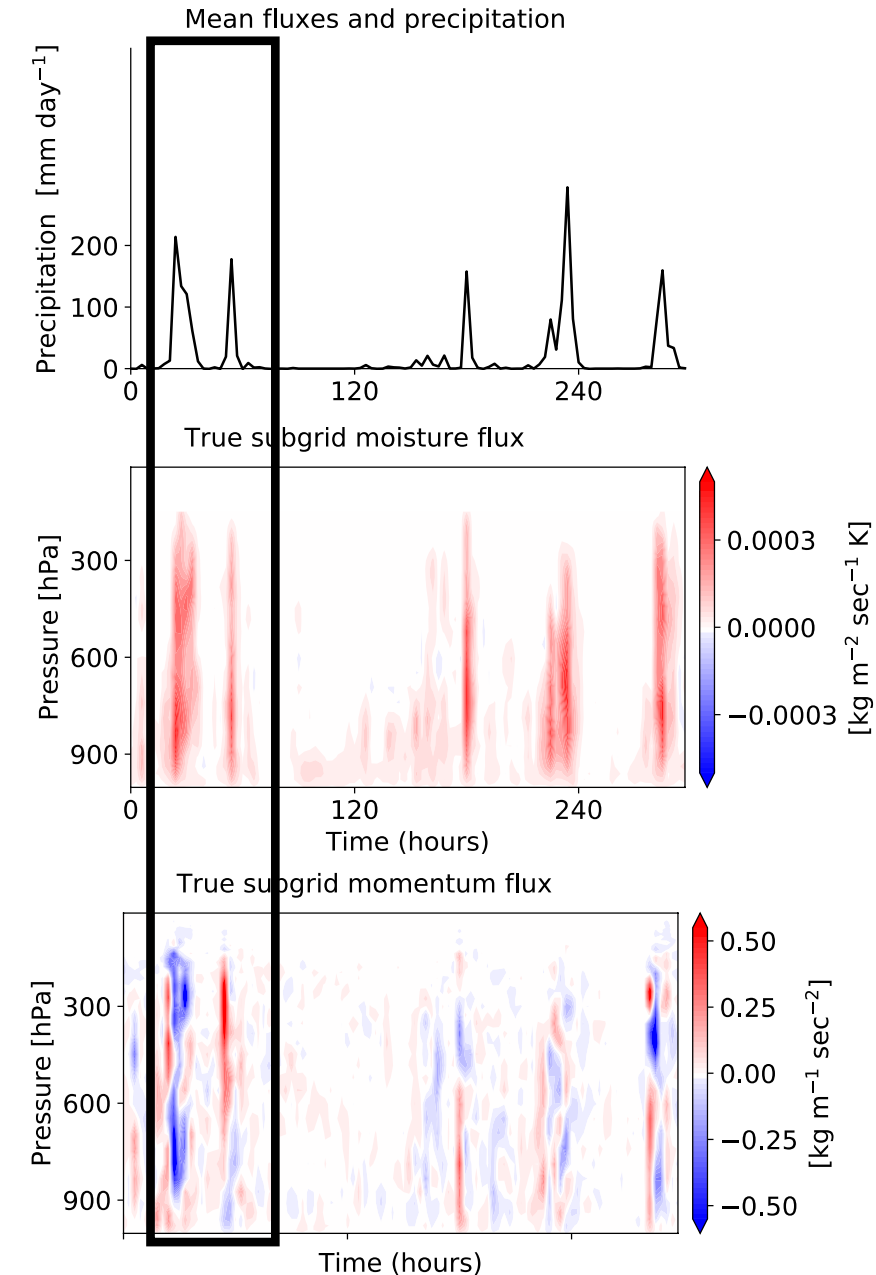 Mean fluxes and precipitation
Precipitation [mm day⁻¹]
200
100
0
0 120 240
True subgrid moisture flux
Pressure [hPa]
300
600
900
0 120 240
Time (hours)
0.0003
0.0000
−0.0003
[kg m⁻² sec⁻¹ K]
True subgrid momentum flux
Pressure [hPa]
300
600
900
Time (hours)
0.50
0.25
0.00
−0.25
−0.50
[kg m⁻¹ sec⁻²]